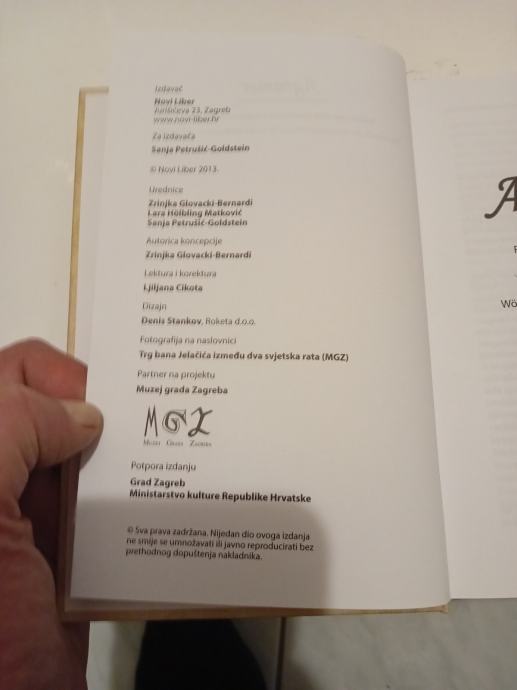 Izdavač
Novi Liber
Jurišićeva 23, Zagreb
www.novi-liber.hr
Za izdavača
Sanja Petrušić-Goldstein
© Novi Liber 2013.
Urednice
Zrinjka Glovacki-Bernardi
Lara Hölbling Matković
Sanja Petrušić-Goldstein
Autorica koncepcije
Zrinjka Glovacki-Bernardi
Lektura i korektura
Ljiljana Cikota
Dizajn
Denis Stankov, Roketa d.o.o.
Fotografija na naslovnici
Trg bana Jelačića između dva svjetska rata (MGZ)
Partner na projektu
Muzej grada Zagreba
MGZ
Muzej Grada Zagreba
Potpora izdanju
Grad Zagreb
Ministarstvo kulture Republike Hrvatske
© Sva prava zadržana. Nijedan dio ovoga izdanja
ne smije se umnožavati ili javno reproducirati bez
prethodnog dopuštenja nakladnika.
A
Wö